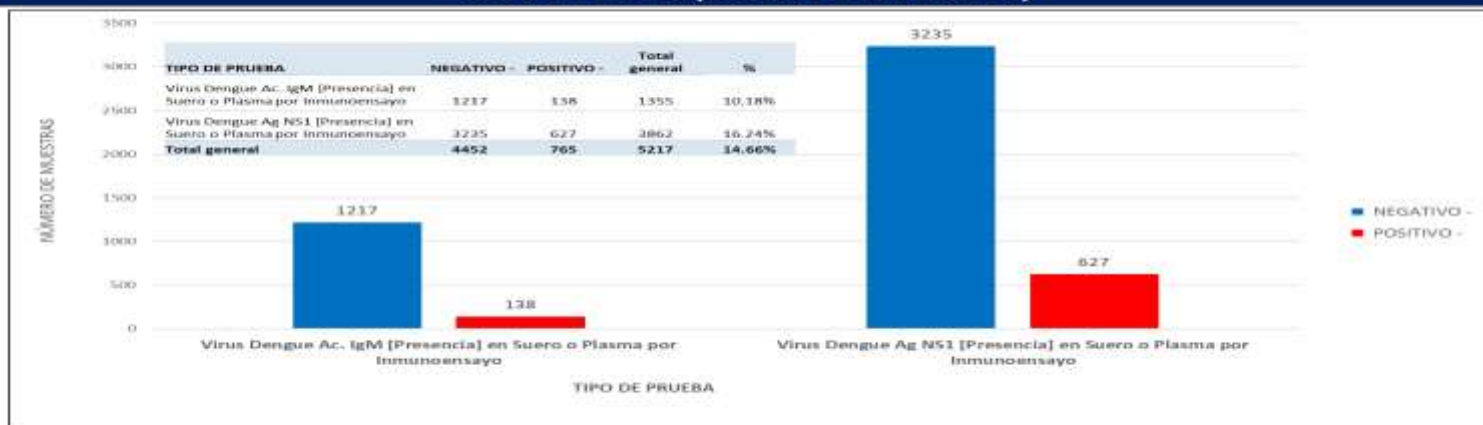 3500
3000
2500
2000
1500
1000
500
0
NÚMERO DE MUESTRAS
TIPO DE PRUEBA NEGATIVO - POSITIVO - Total general %
Virus Dengue Ac. IgM [Presencia] en
Suero o Plasma por Inmunoensayo 1217 138 1355 10,18%
Virus Dengue Ag NS1 [Presencia] en
Suero o Plasma por Inmunoensayo 3235 627 3862 16.24%
Total general 4452 765 5217 14.66%
1217
138
3235
627
Virus Dengue Ac. IgM [Presencia] en Suero o Plasma por
Inmunoensayo
Virus Dengue Ag NS1 [Presencia] en Suero o Plasma por
Inmunoensayo
TIPO DE PRUEBA
NEGATIVO -
POSITIVO -